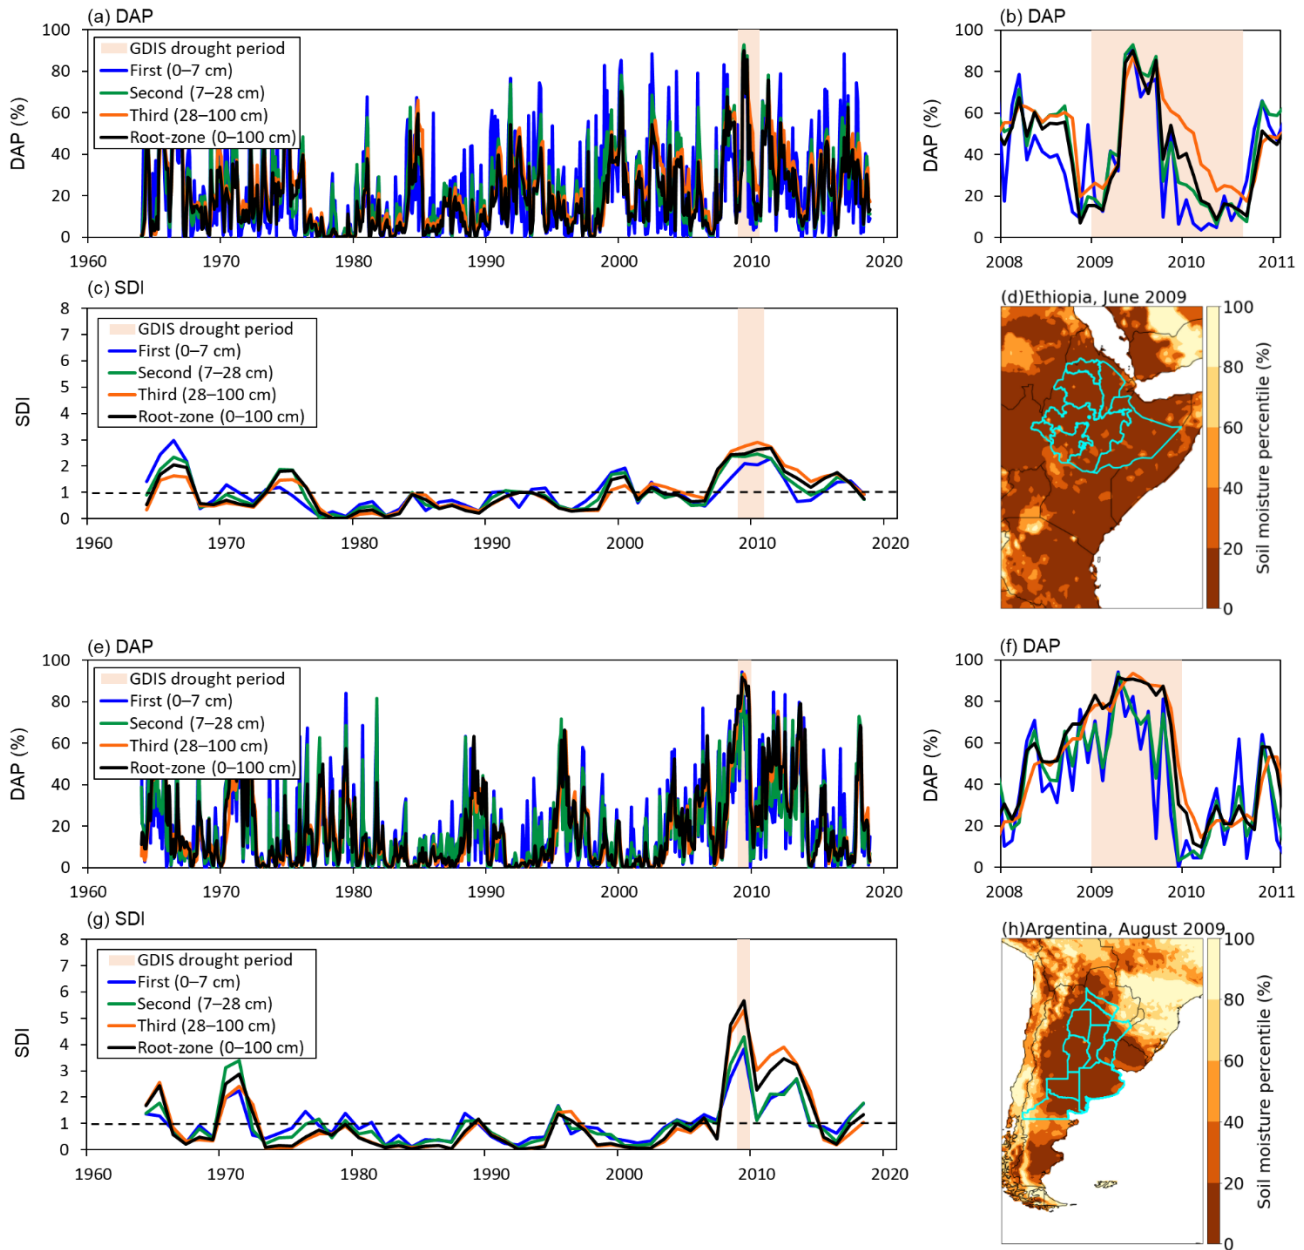 (a) DAP
DAP (%)
100
80
60
40
20
0
GDIS drought period
First (0–7 cm)
Second (7–28 cm)
Third (28–100 cm)
Root-zone (0–100 cm)
1960
1970
1980
1990
2000
2010
2020
(b) DAP
DAP (%)
100
80
60
40
20
0
2008
2009
2010
2011
(c) SDI
SDI
8
7
6
5
4
3
2
1
0
GDIS drought period
First (0–7 cm)
Second (7–28 cm)
Third (28–100 cm)
Root-zone (0–100 cm)
1960
1970
1980
1990
2000
2010
2020
(d)Ethiopia, June 2009
100
80
60
40
20
0
Soil moisture percentile (%)
(e) DAP
DAP (%)
100
80
60
40
20
0
GDIS drought period
First (0–7 cm)
Second (7–28 cm)
Third (28–100 cm)
Root-zone (0–100 cm)
1960
1970
1980
1990
2000
2010
2020
(f) DAP
DAP (%)
100
80
60
40
20
0
2008
2009
2010
2011
(g) SDI
SDI
8
7
6
5
4
3
2
1
0
GDIS drought period
First (0–7 cm)
Second (7–28 cm)
Third (28–100 cm)
Root-zone (0–100 cm)
1960
1970
1980
1990
2000
2010
2020
(h)Argentina, August 2009
100
80
60
40
20
0
Soil moisture percentile (%)